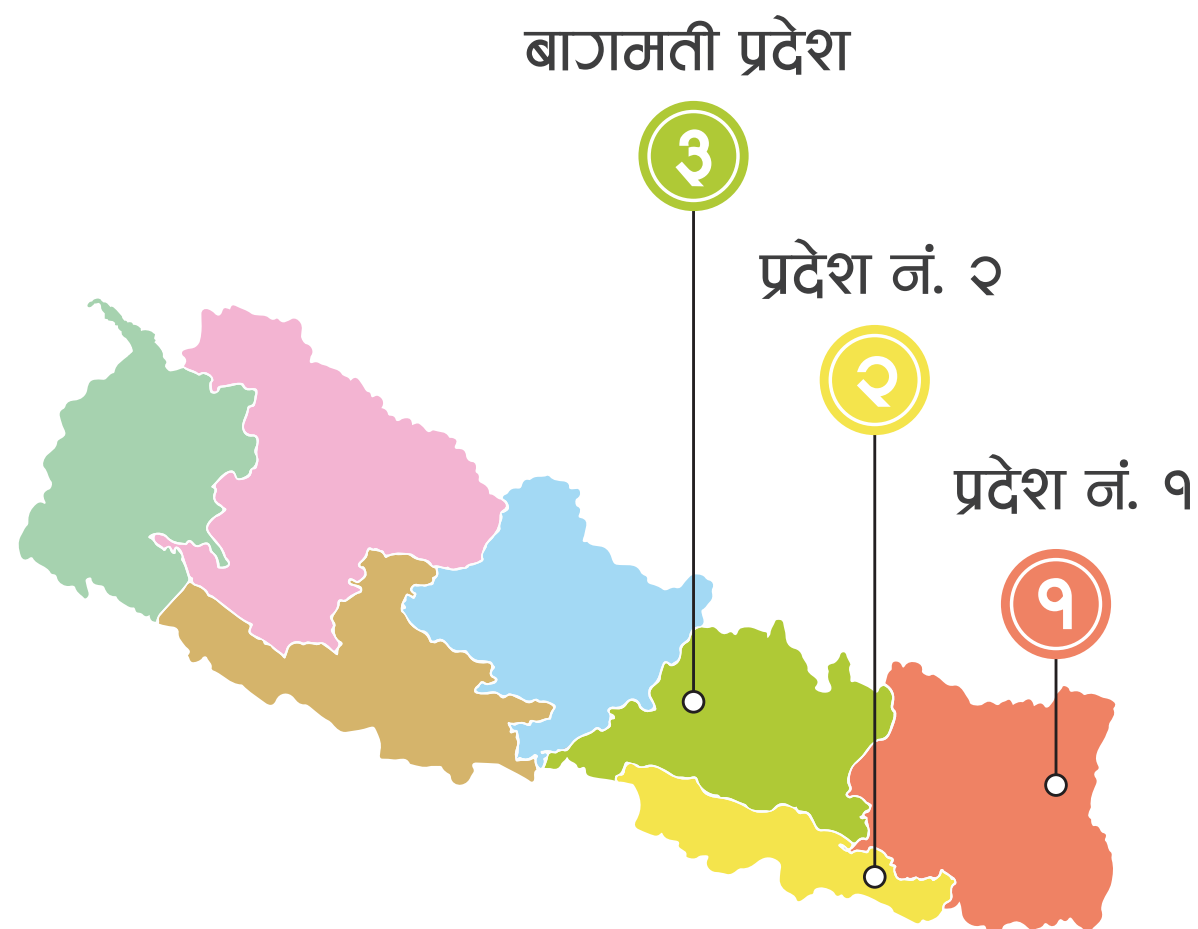 बागमती प्रदेश
३
प्रदेश नं. २
२
प्रदेश नं. १
१